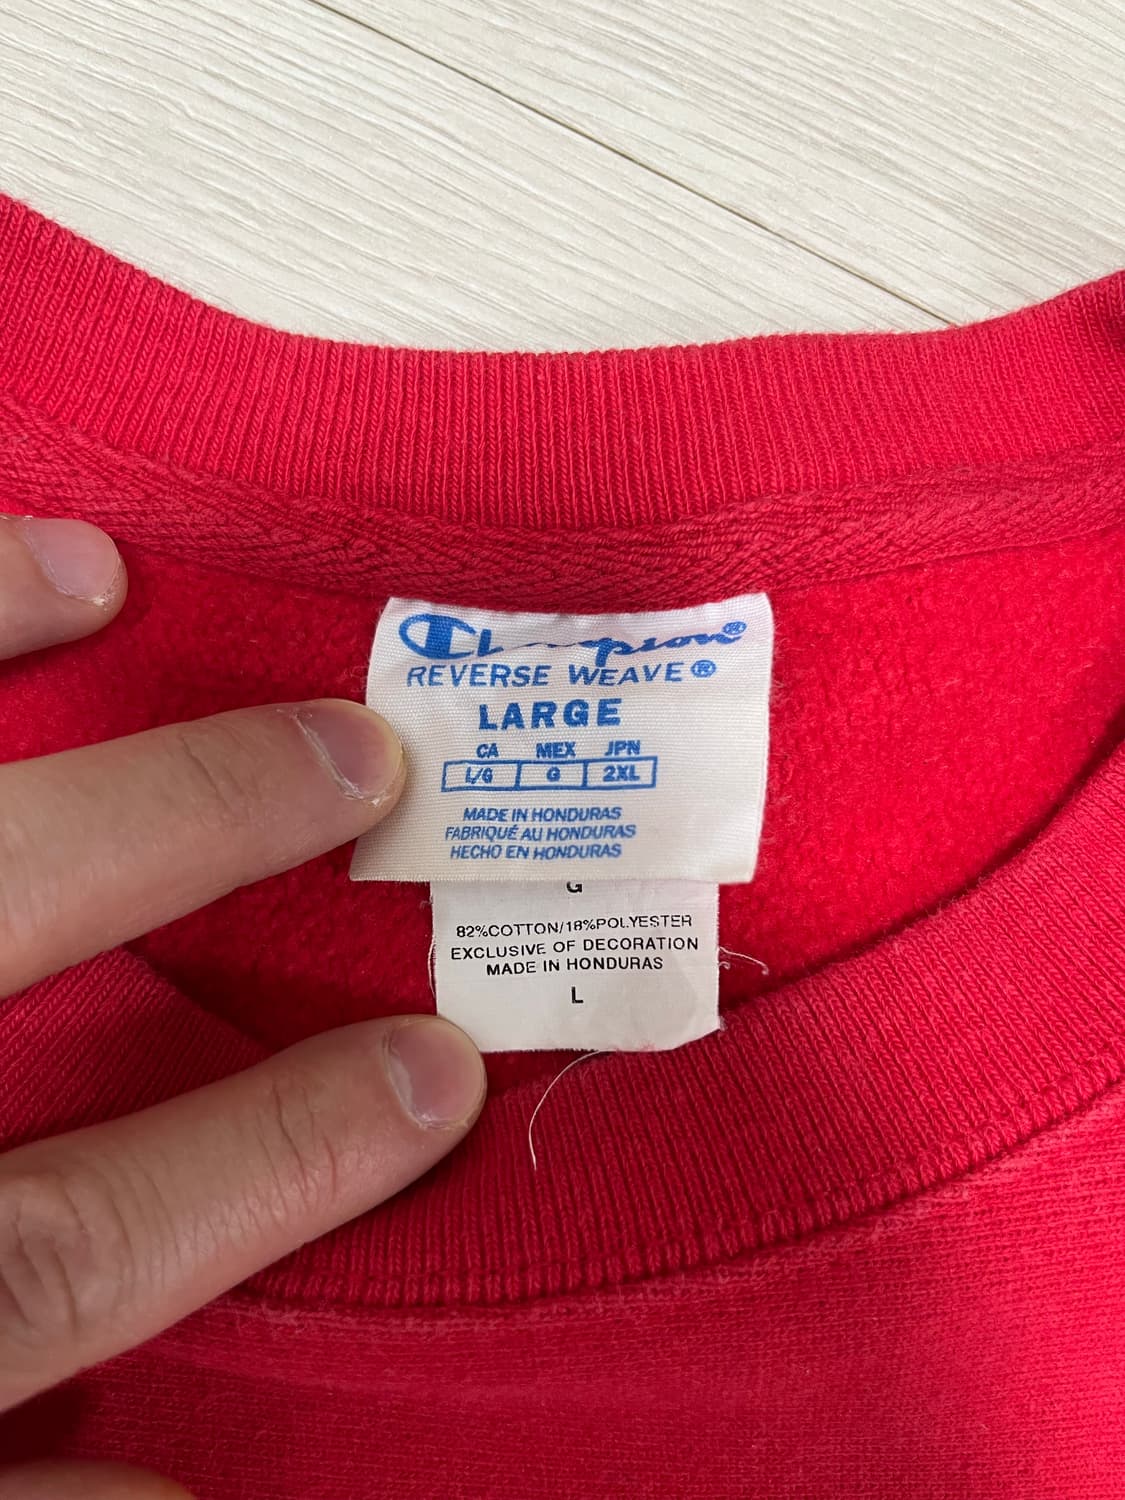 Champion®
REVERSE WEAVE®
LARGE
CA MEX JPN
L/G G 2XL
MADE IN HONDURAS
FABRIQUÉ AU HONDURAS
HECHO EN HONDURAS
G
82%COTTON/18%POLYESTER
EXCLUSIVE OF DECORATION
MADE IN HONDURAS
L